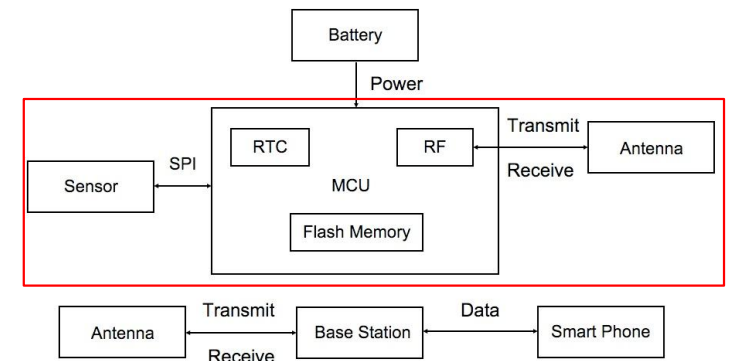 Battery
Power
RTC
RF
Transmit
Receive
Antenna
Sensor
SPI
MCU
Flash Memory
Antenna
Transmit
Receive
Base Station
Data
Smart Phone